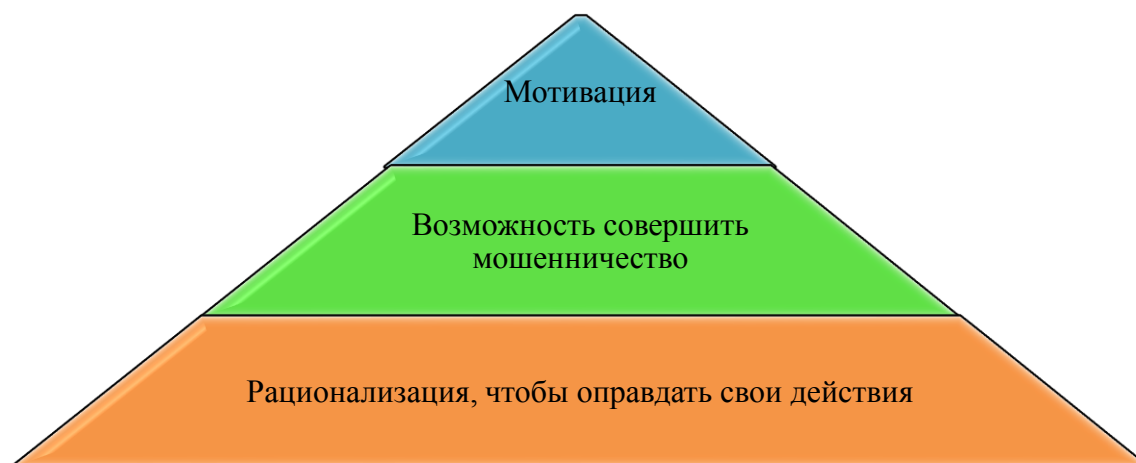 Мотивация
Возможность совершить
мошенничество
Рационализация, чтобы оправдать свои действия